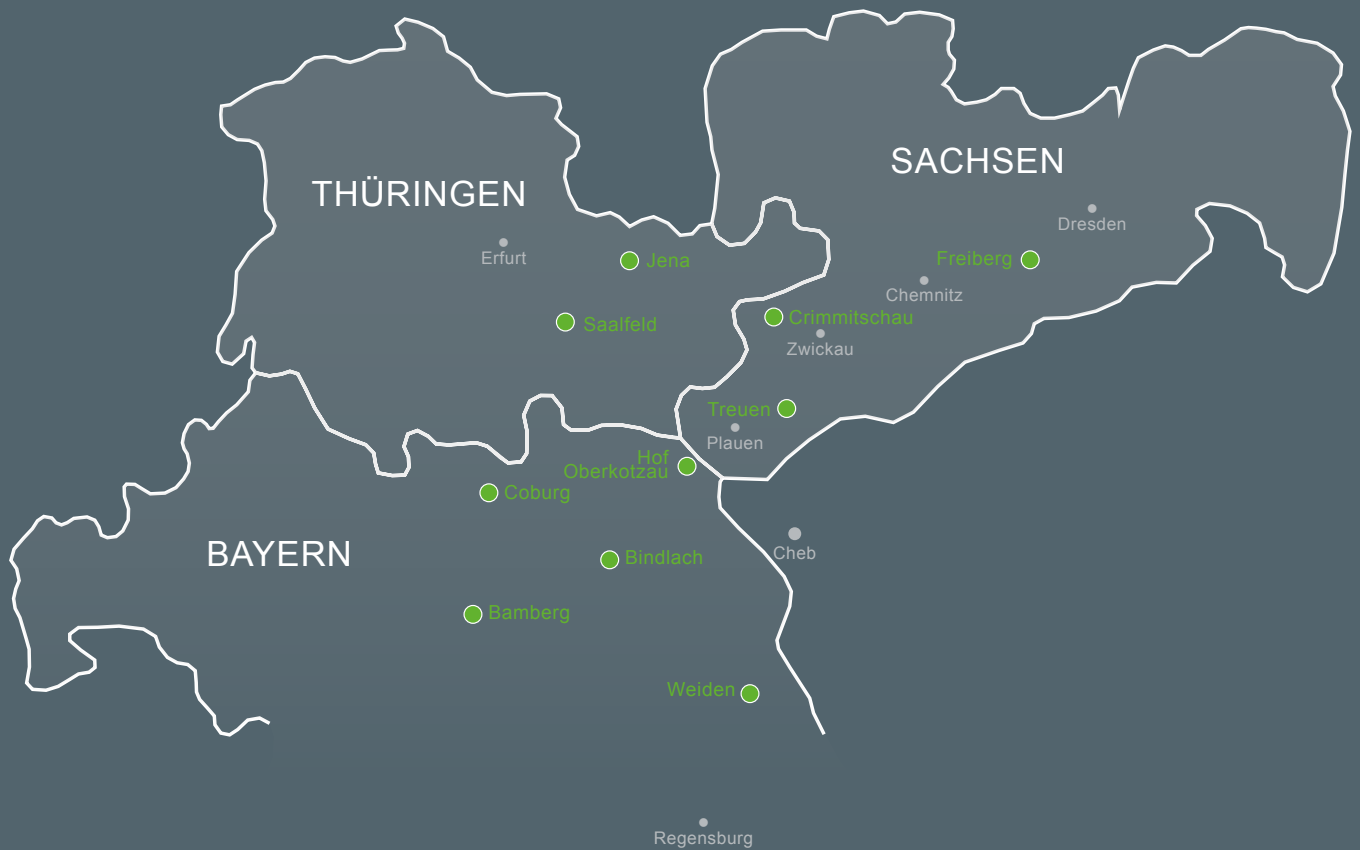 SACHSEN
THÜRINGEN
Dresden
Erfurt
Jena
Freiberg
Chemnitz
Crimmitschau
Saalfeld
Zwickau
Treuen
Plauen
Hof
Oberkotzau
Coburg
BAYERN
Cheb
Bindlach
Bamberg
Weiden
Regensburg